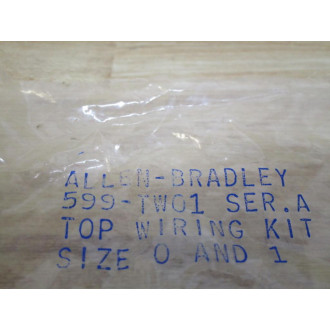 ALLEN-BRADLEY
599-TW01 SER.A
TOP WIRING KIT
SIZE 0 AND 1